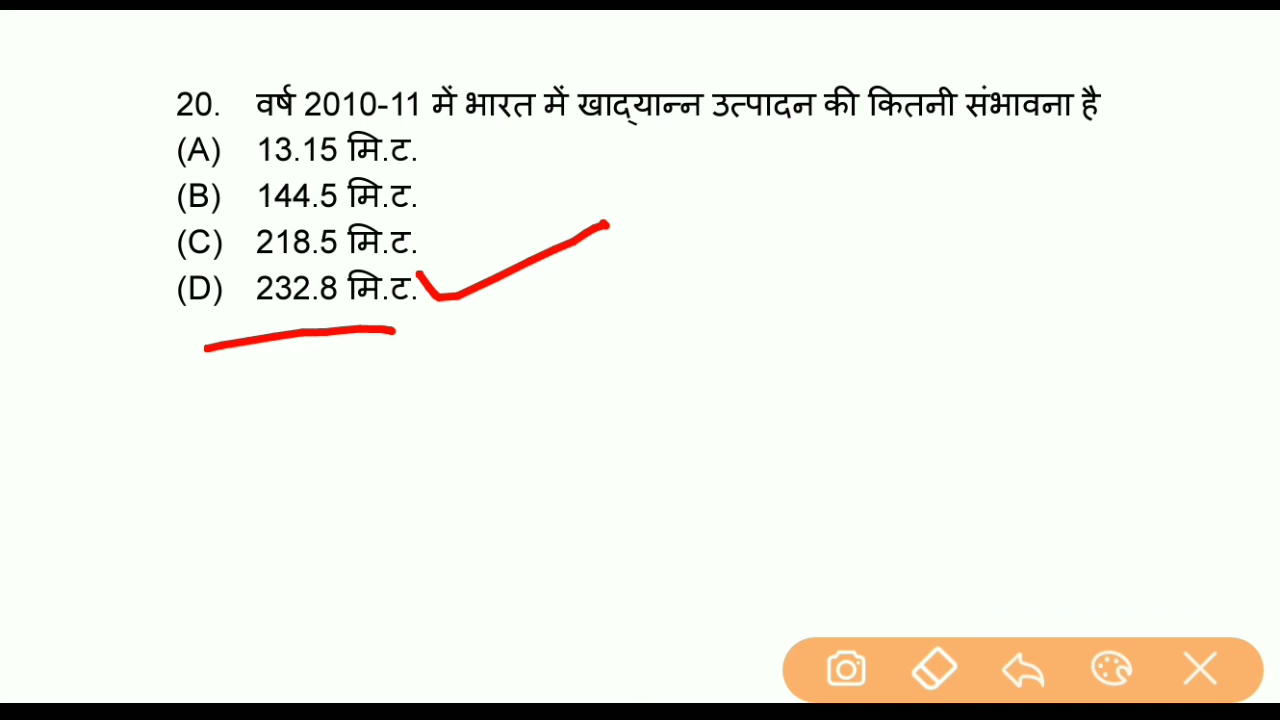 20. वर्ष 2010-11 में भारत में खाद्यान्न उत्पादन की कितनी संभावना है
(A) 13.15 मि.ट.
(B) 144.5 मि.ट.
(C) 218.5 मि.ट.
(D) 232.8 मि.ट.